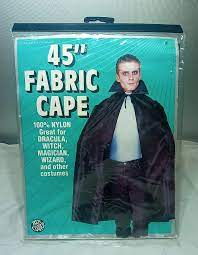 45"
FABRIC
CAPE
100% NYLON
Great for
DRACULA,
WITCH,
MAGICIAN,
WIZARD,
and other
costumes